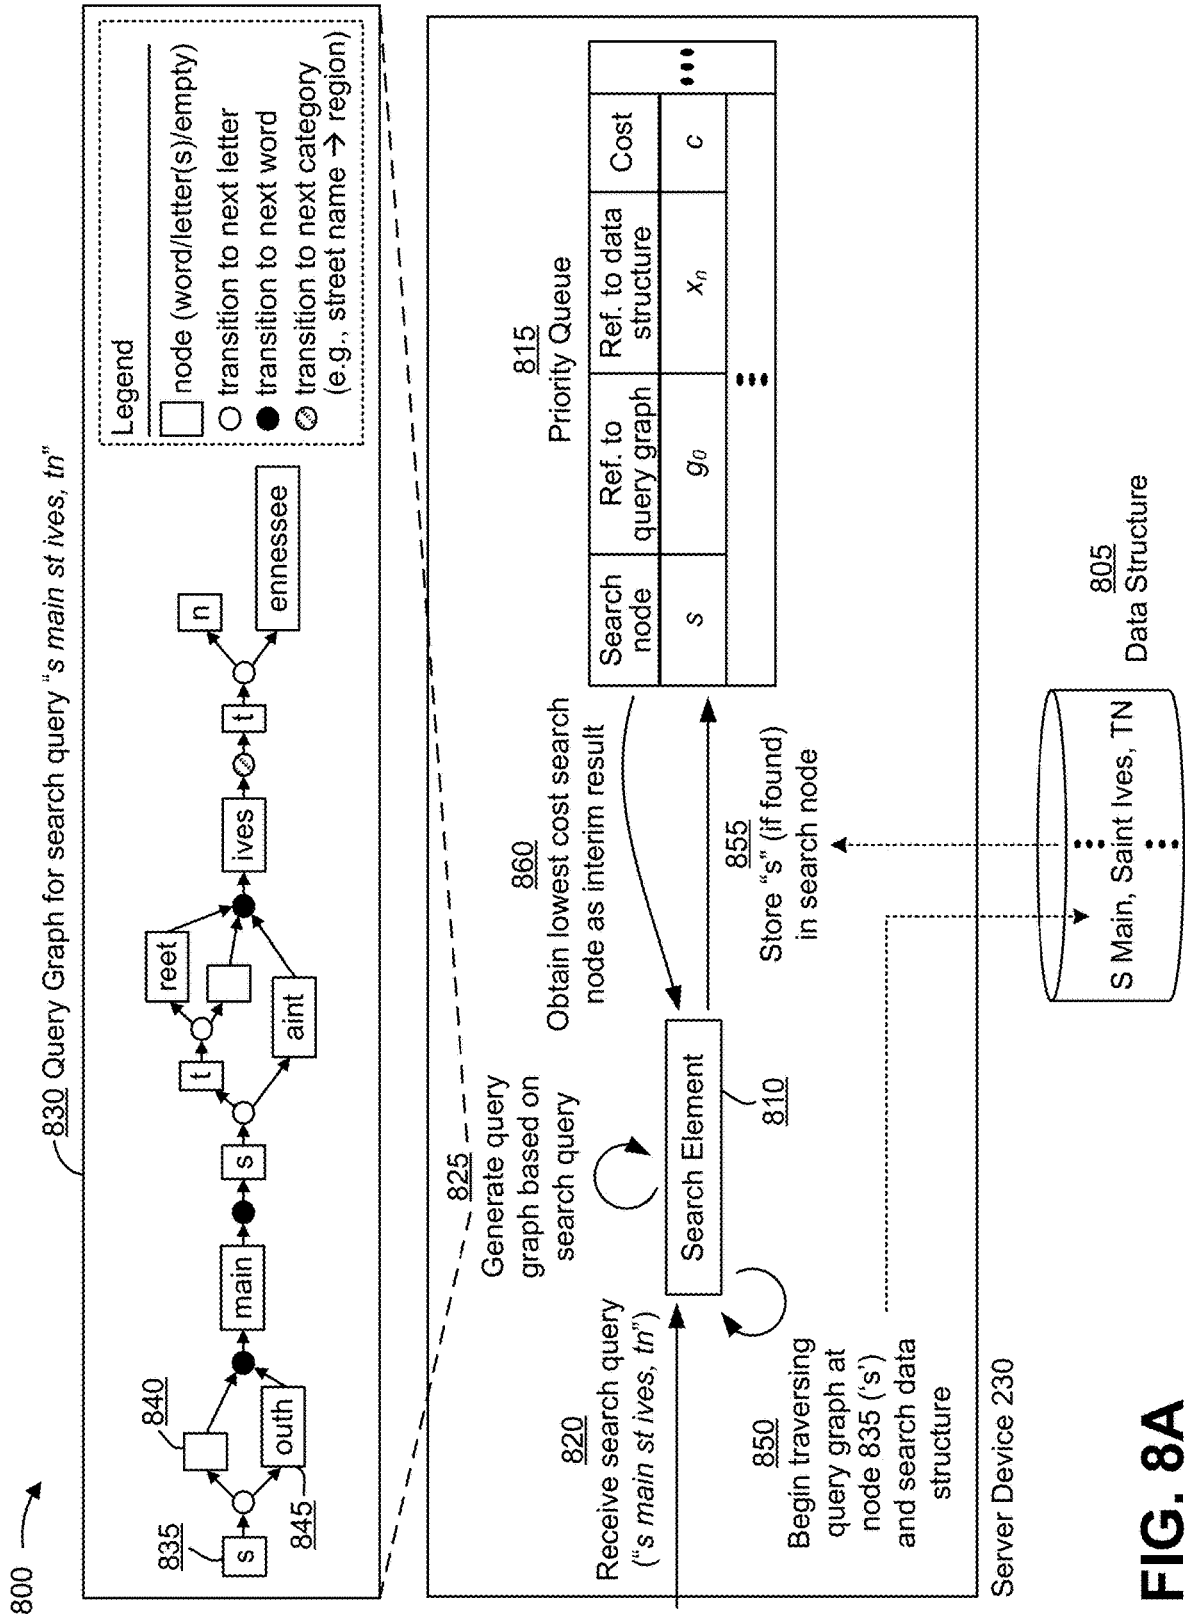 800
830 Query Graph for search query “s main st ives, tn”
835
s
840
outh
845
main
s
t
reet
aint
ives
t
n
ennessee
Legend
node (word/letter(s)/empty)
transition to next letter
transition to next word
transition to next category
(e.g., street name → region)
820
Receive search query
(“s main st ives, tn”)
825
Generate query
graph based on
search query
Search Element
810
850
Begin traversing
query graph at
node 835 (‘s’)
and search data
structure
860
Obtain lowest cost search
node as interim result
855
Store “s” (if found)
in search node
815
Priority Queue
Search
node
Ref. to
query graph
Ref. to data
structure
Cost
•••
s
g0
xn
c
•••
Server Device 230
805
Data Structure
•••
S Main, Saint Ives, TN
•••
FIG. 8A